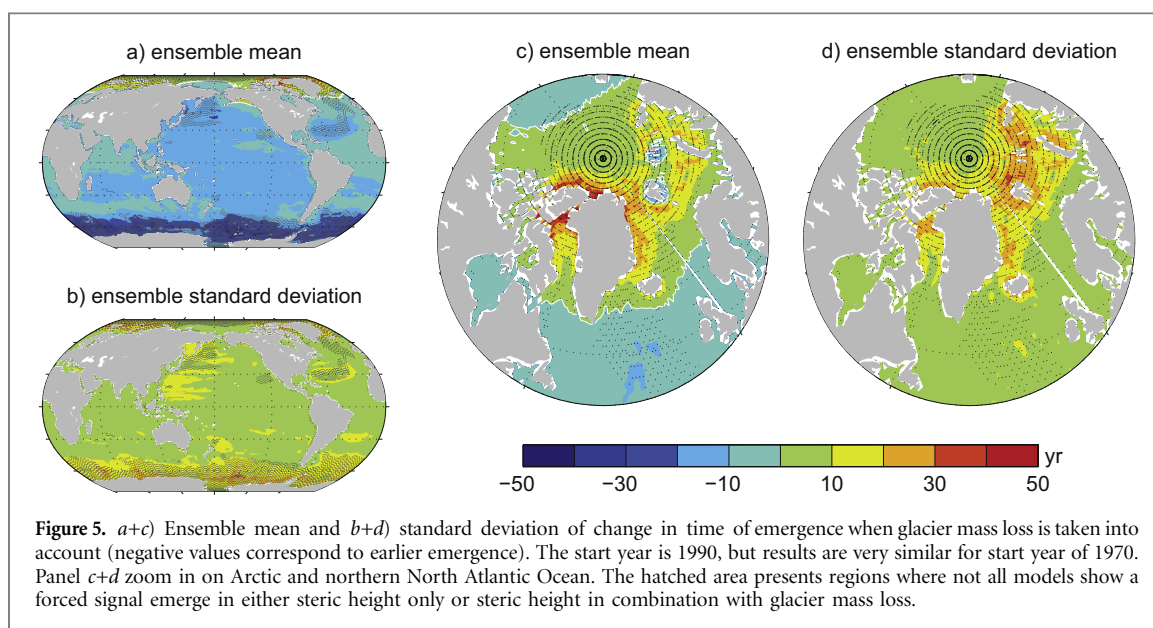 a) ensemble mean
b) ensemble standard deviation
c) ensemble mean
d) ensemble standard deviation
yr
−50 −30 −10 10 30 50
Figure 5. a+c) Ensemble mean and b+d) standard deviation of change in time of emergence when glacier mass loss is taken into
account (negative values correspond to earlier emergence). The start year is 1990, but results are very similar for start year of 1970.
Panel c+d zoom in on Arctic and northern North Atlantic Ocean. The hatched area presents regions where not all models show a
forced signal emerge in either steric height only or steric height in combination with glacier mass loss.